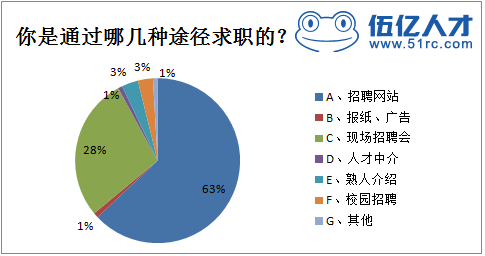 你是通过哪几种途径求职的？
伍亿人才
www.51rc.com
3%
3%
1%
1%
28%
63%
1%
A、招聘网站
B、报纸、广告
C、现场招聘会
D、人才中介
E、熟人介绍
F、校园招聘
G、其他